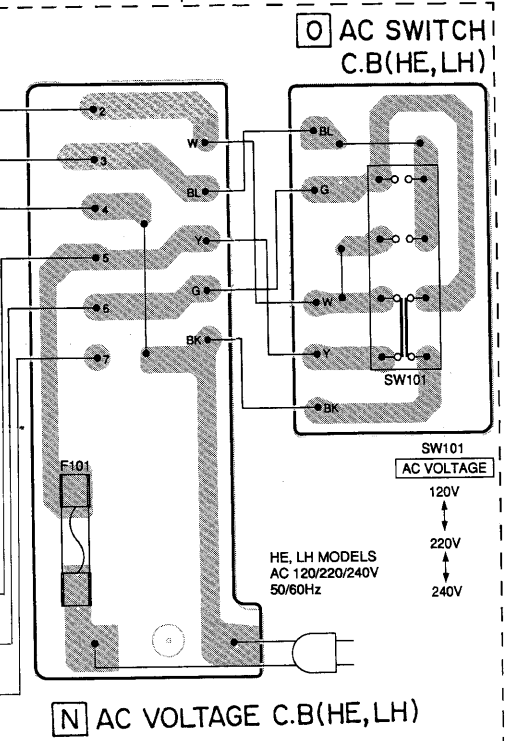 O AC SWITCH
C.B(HE,LH)
2
W
3
BL
4
Y
5
G
6
BK
7
F101
BL
G
W
Y
SW101
BK
SW101
AC VOLTAGE
120V
220V
240V
HE, LH MODELS
AC 120/220/240V
50/60Hz
G
N AC VOLTAGE C.B(HE,LH)